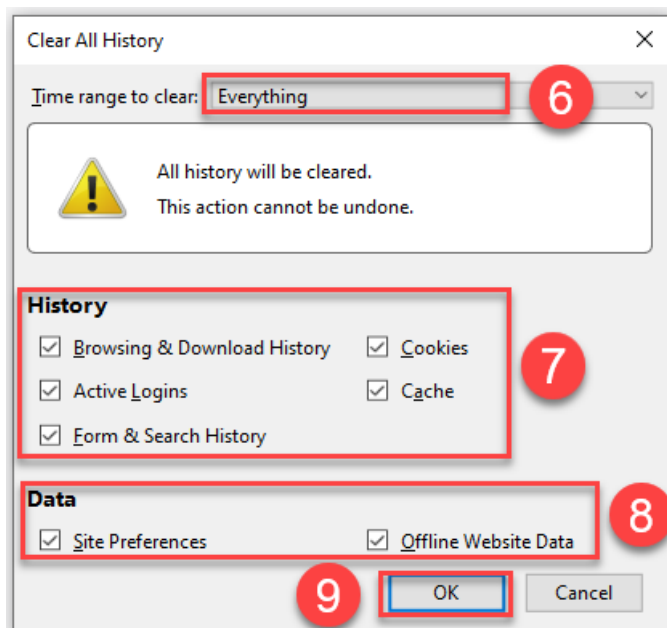 Clear All History
Time range to clear: Everything 6
All history will be cleared.
This action cannot be undone.
History
Browsing & Download History Cookies
7
Active Logins Cache
Form & Search History
Data
8
Site Preferences Offline Website Data
9 OK Cancel